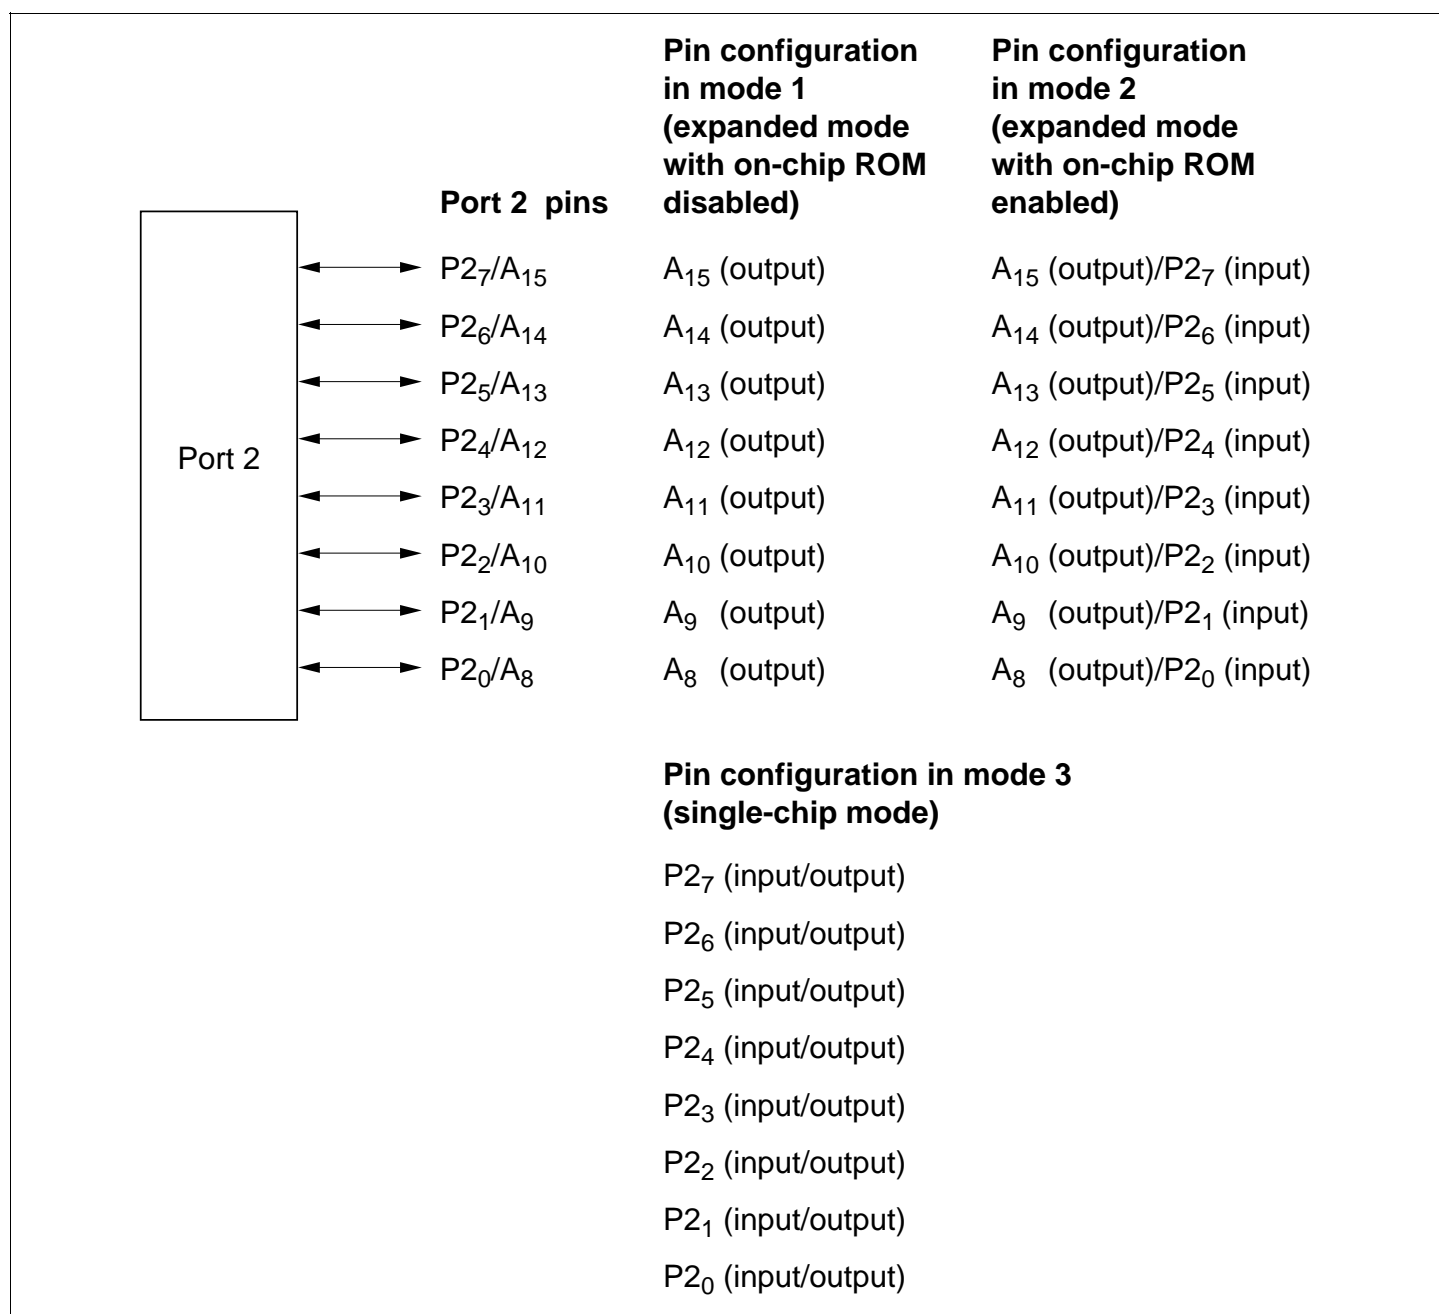 Pin configuration in mode 1 (expanded mode with on-chip ROM disabled)
Pin configuration in mode 2 (expanded mode with on-chip ROM enabled)
Port 2 pins
Port 2
P2₇/A₁₅ A₁₅ (output) A₁₅ (output)/P2₇ (input)
P2₆/A₁₄ A₁₄ (output) A₁₄ (output)/P2₆ (input)
P2₅/A₁₃ A₁₃ (output) A₁₃ (output)/P2₅ (input)
P2₄/A₁₂ A₁₂ (output) A₁₂ (output)/P2₄ (input)
P2₃/A₁₁ A₁₁ (output) A₁₁ (output)/P2₃ (input)
P2₂/A₁₀ A₁₀ (output) A₁₀ (output)/P2₂ (input)
P2₁/A₉ A₉ (output) A₉ (output)/P2₁ (input)
P2₀/A₈ A₈ (output) A₈ (output)/P2₀ (input)
Pin configuration in mode 3
(single-chip mode)
P2₇ (input/output)
P2₆ (input/output)
P2₅ (input/output)
P2₄ (input/output)
P2₃ (input/output)
P2₂ (input/output)
P2₁ (input/output)
P2₀ (input/output)